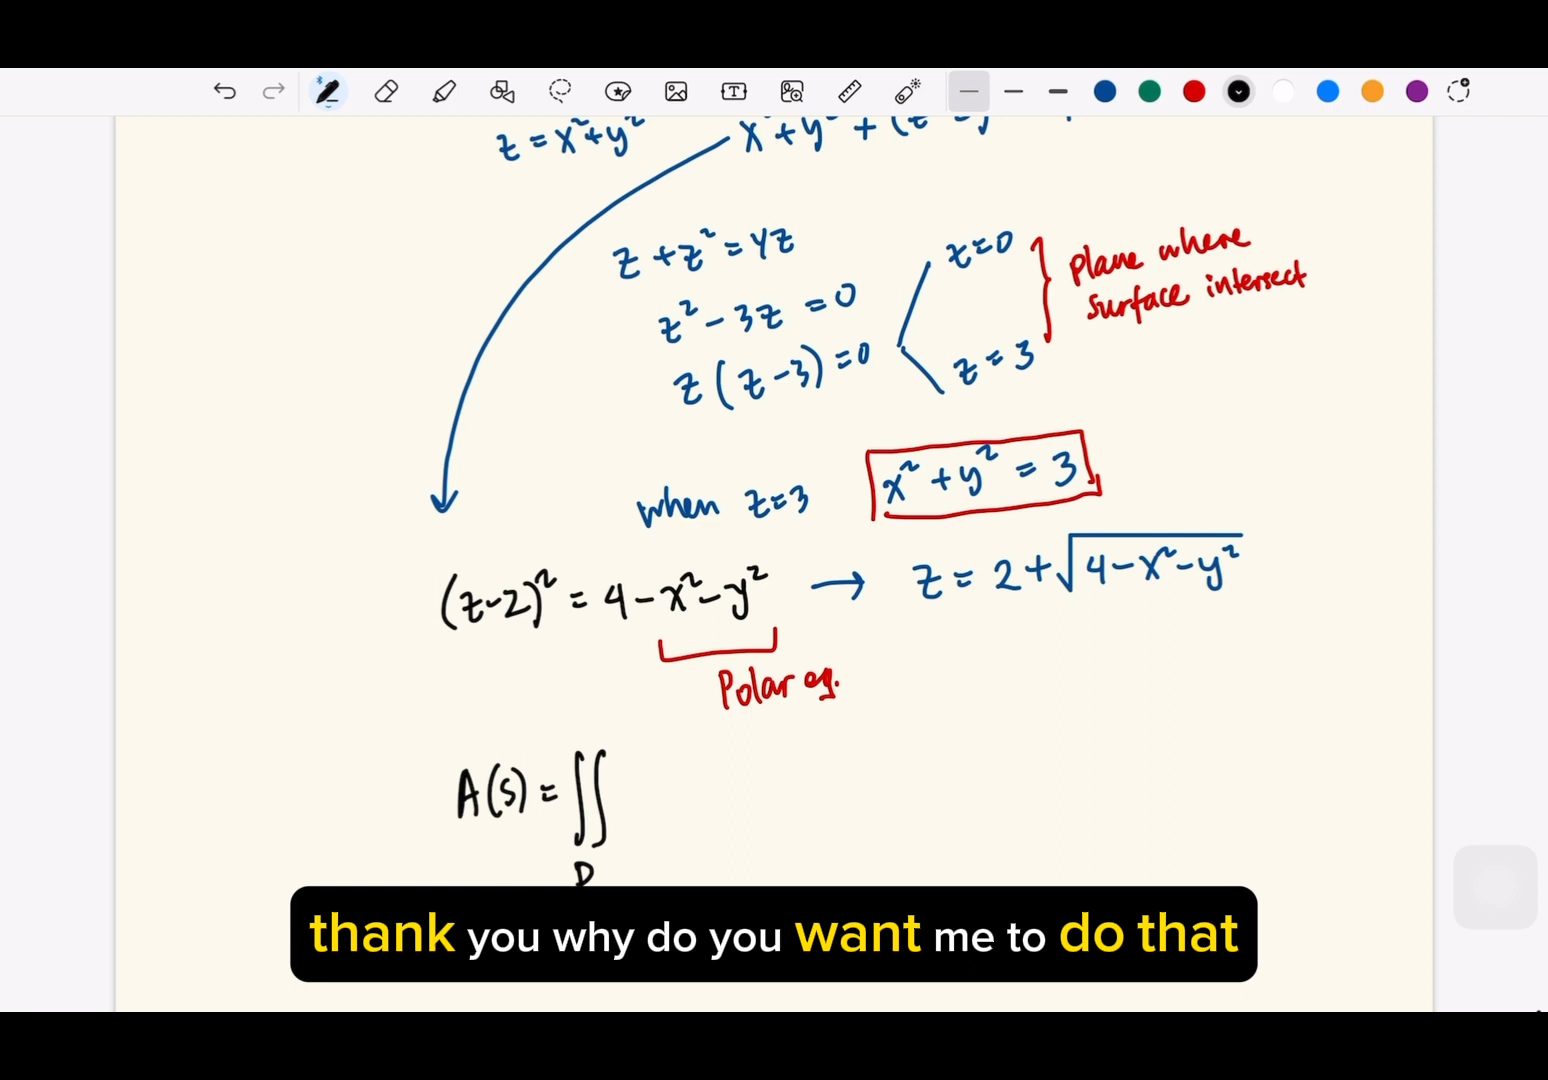 z = x²+y²
x²+y² + (z
z + z² = 4z
z² - 3z = 0
z(z-3) = 0
z=0
z = 3
plane where
surface intersect
when z=3
x² + y² = 3
(z-2)² = 4-x²-y² → z = 2+√4-x²-y²
Polar eq.
A(S) = ∬
D
thank you why do you want me to do that